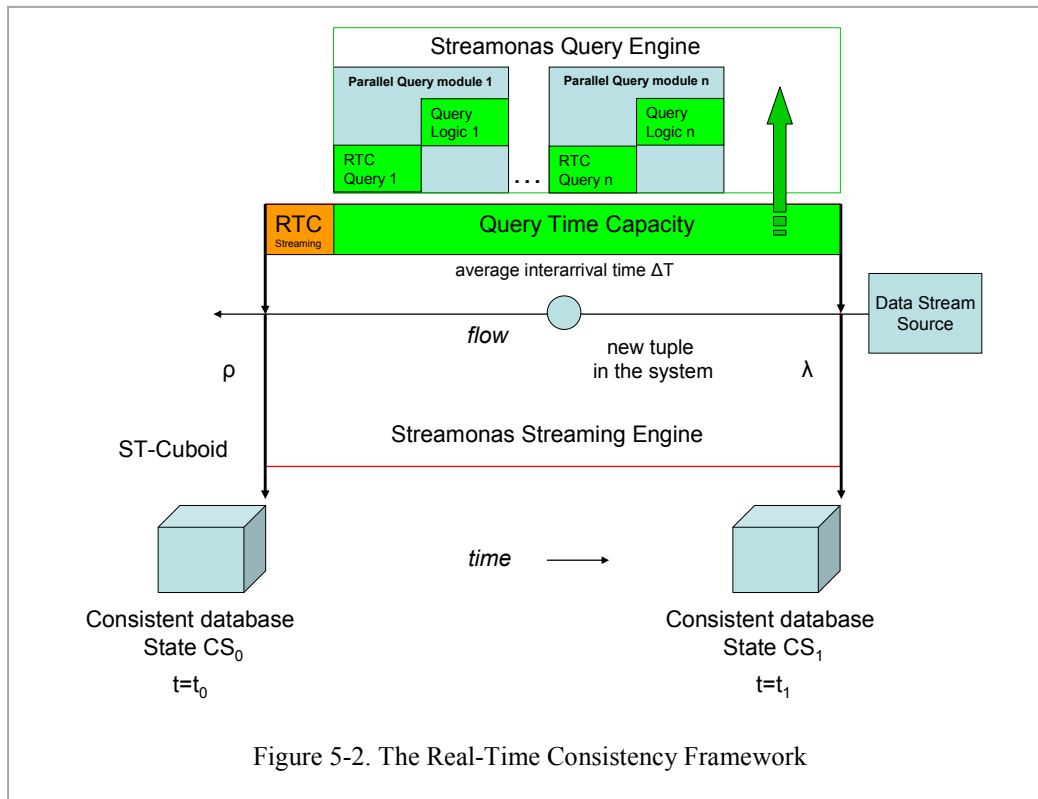 Streamonas Query Engine
Parallel Query module 1
Parallel Query module n
Query
Logic 1
Query
Logic n
RTC
Query 1
...
RTC
Query n
RTC
Streaming
Query Time Capacity
average interarrival time ΔT
Data Stream
Source
flow
new tuple
in the system
ρ
λ
ST-Cuboid
Streamonas Streaming Engine
time
Consistent database
State CS₀
t=t₀
Consistent database
State CS₁
t=t₁
Figure 5-2. The Real-Time Consistency Framework